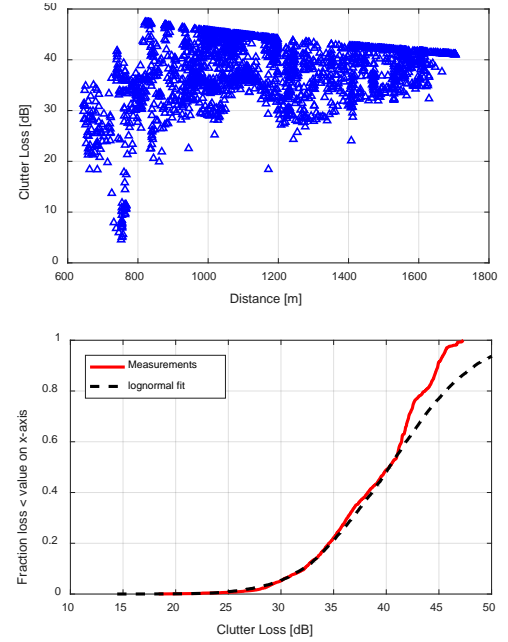 50
40
30
20
10
0
Clutter Loss [dB]
600 800 1000 1200 1400 1600 1800
Distance [m]
1
0.8
0.6
0.4
0.2
0
Fraction loss < value on x-axis
Measurements
lognormal fit
10 15 20 25 30 35 40 45 50
Clutter Loss [dB]